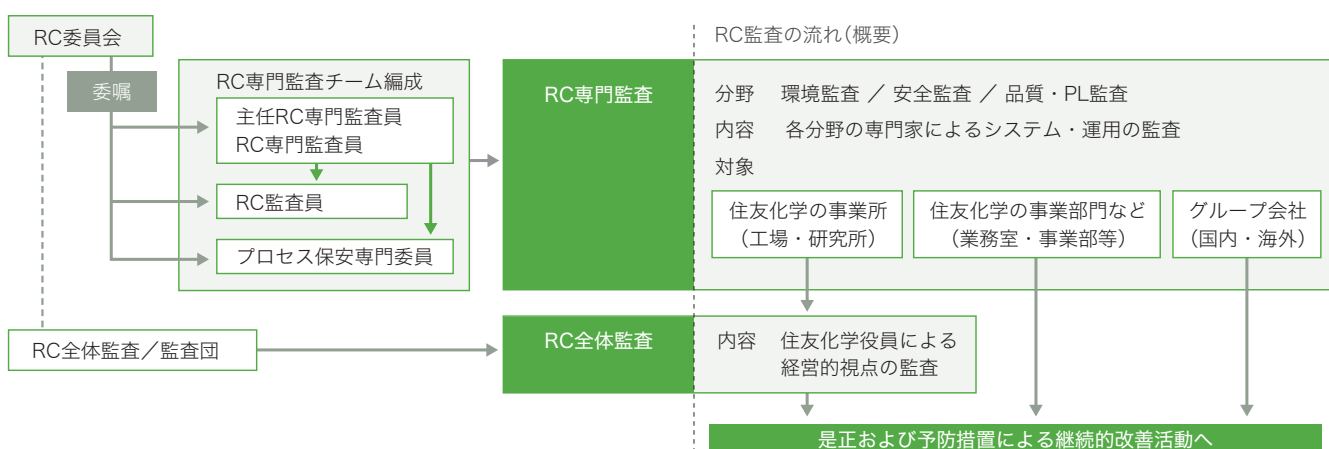 RC委員会
委嘱
RC専門監査チーム編成
主任RC専門監査員
RC専門監査員
RC監査員
プロセス保安専門委員
RC全体監査／監査団
RC監査の流れ(概要)
RC専門監査
分野 環境監査 ／ 安全監査 ／ 品質・PL監査
内容 各分野の専門家によるシステム・運用の監査
対象
住友化学の事業所
(工場・研究所)
住友化学の事業部門など
(業務室・事業部等)
グループ会社
(国内・海外)
RC全体監査
内容 住友化学役員による
経営的視点の監査
是正および予防措置による継続的改善活動へ